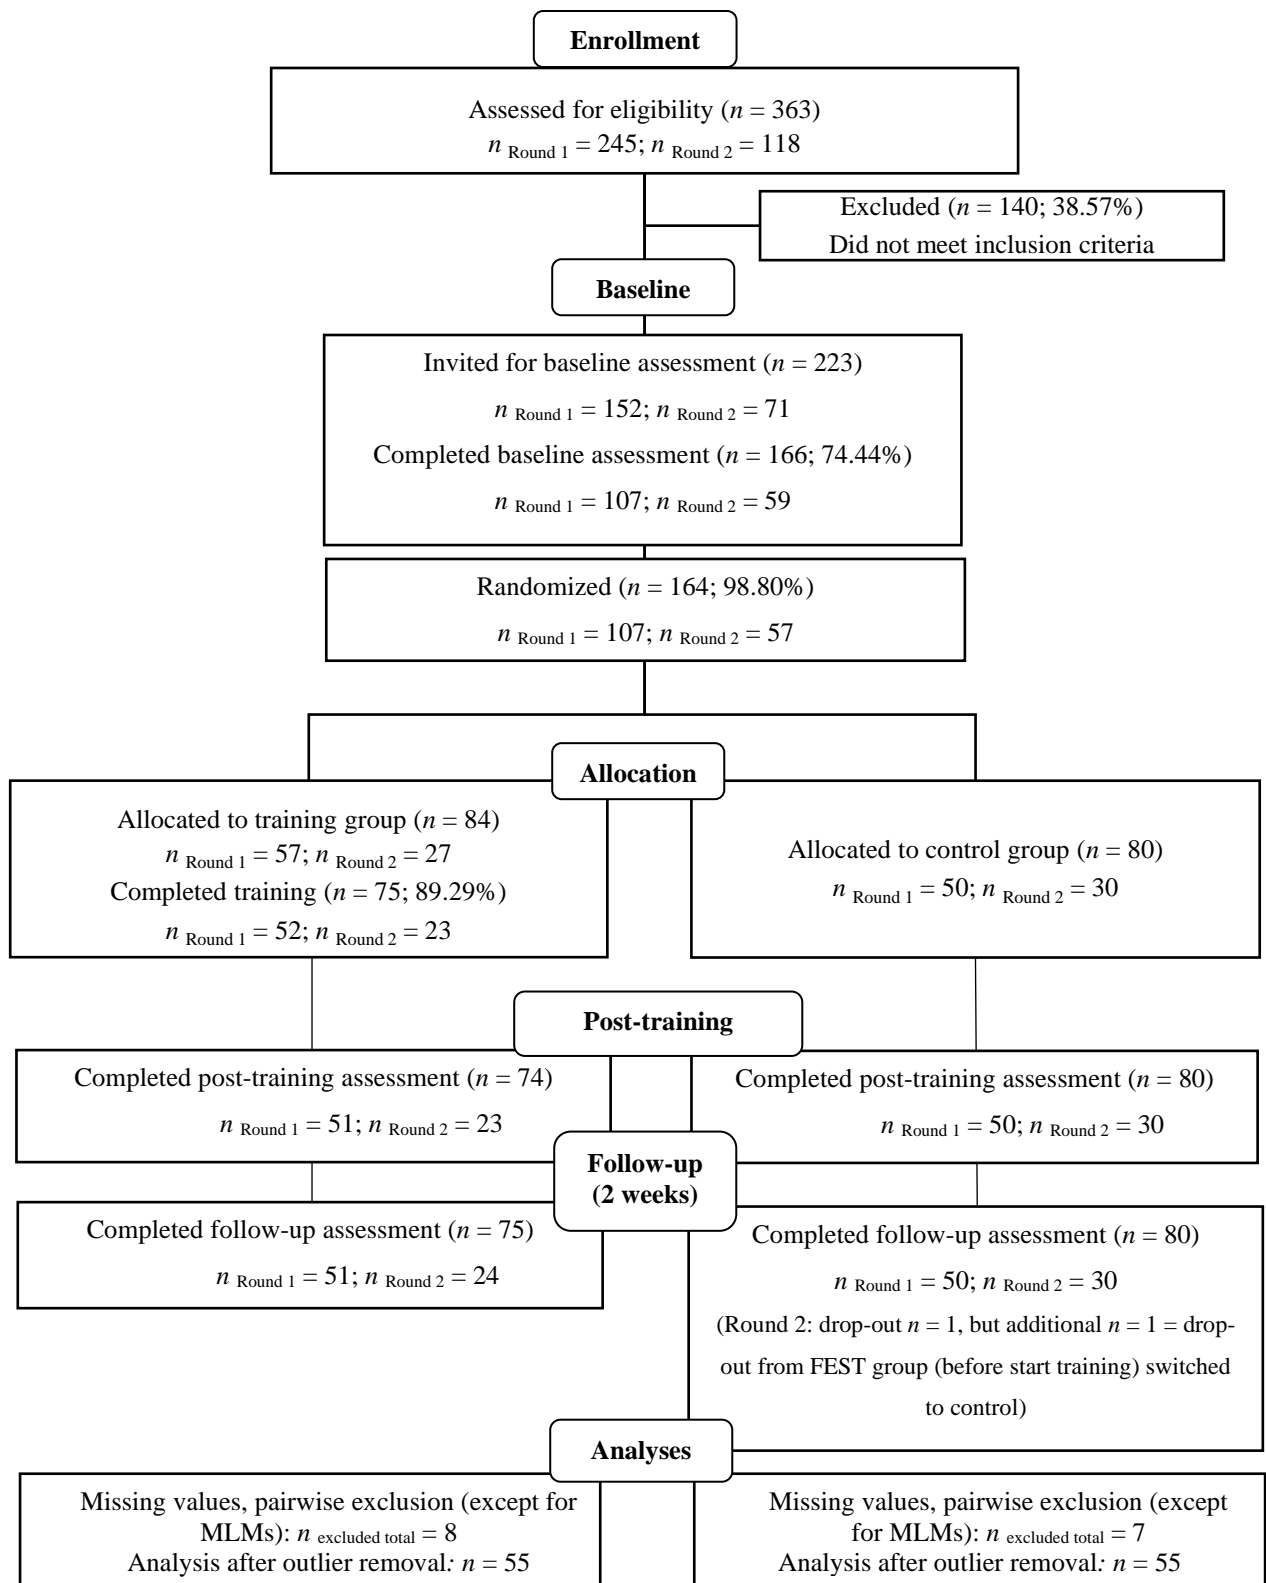 Enrollment
Assessed for eligibility (n = 363)
n Round 1 = 245; n Round 2 = 118
Excluded (n = 140; 38.57%)
Did not meet inclusion criteria
Baseline
Invited for baseline assessment (n = 223)
n Round 1 = 152; n Round 2 = 71
Completed baseline assessment (n = 166; 74.44%)
n Round 1 = 107; n Round 2 = 59
Randomized (n = 164; 98.80%)
n Round 1 = 107; n Round 2 = 57
Allocation
Allocated to training group (n = 84)
n Round 1 = 57; n Round 2 = 27
Completed training (n = 75; 89.29%)
n Round 1 = 52; n Round 2 = 23
Allocated to control group (n = 80)
n Round 1 = 50; n Round 2 = 30
Post-training
Completed post-training assessment (n = 74)
n Round 1 = 51; n Round 2 = 23
Completed post-training assessment (n = 80)
n Round 1 = 50; n Round 2 = 30
Follow-up
(2 weeks)
Completed follow-up assessment (n = 75)
n Round 1 = 51; n Round 2 = 24
Completed follow-up assessment (n = 80)
n Round 1 = 50; n Round 2 = 30
(Round 2: drop-out n = 1, but additional n = 1 = drop-
out from FEST group (before start training) switched
to control)
Analyses
Missing values, pairwise exclusion (except for
MLMs): n excluded total = 8
Analysis after outlier removal: n = 55
Missing values, pairwise exclusion (except
for MLMs): n excluded total = 7
Analysis after outlier removal: n = 55